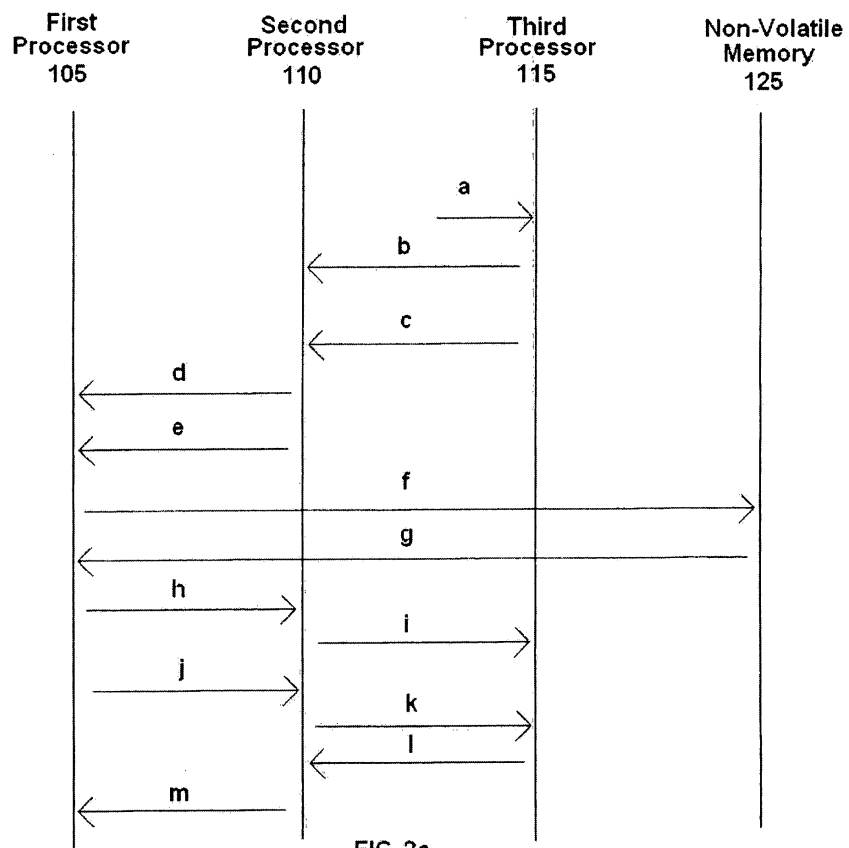 First
Processor
105
Second
Processor
110
Third
Processor
115
Non-Volatile
Memory
125
a
b
c
d
e
f
g
h
i
j
k
l
m